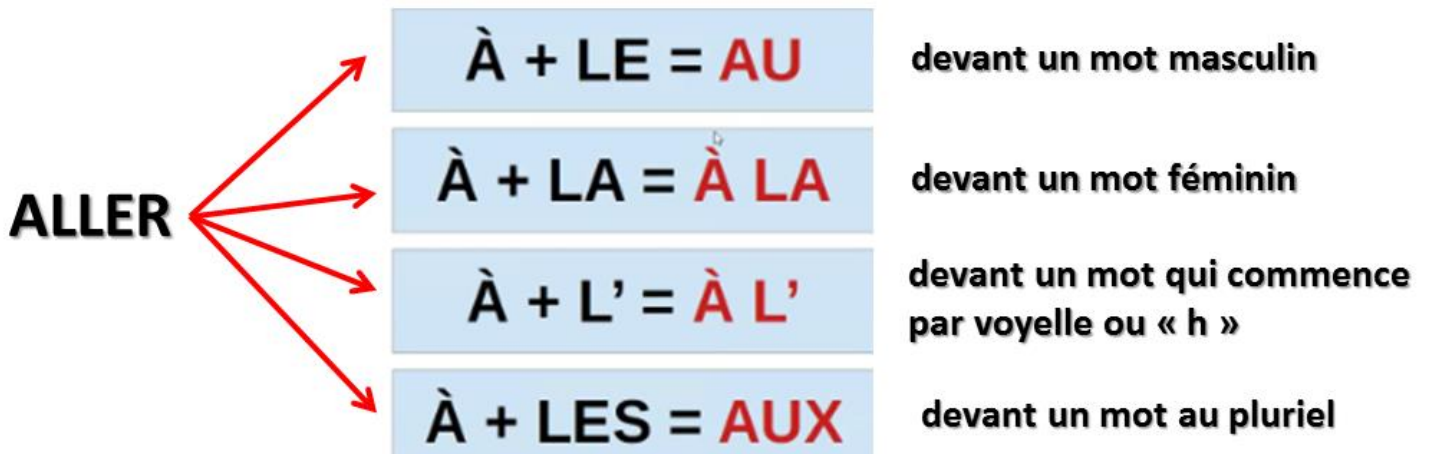 ALLER
À + LE = AU
devant un mot masculin
À + LA = À LA
devant un mot féminin
À + L’ = À L’
devant un mot qui commence
par voyelle ou « h »
À + LES = AUX
devant un mot au pluriel